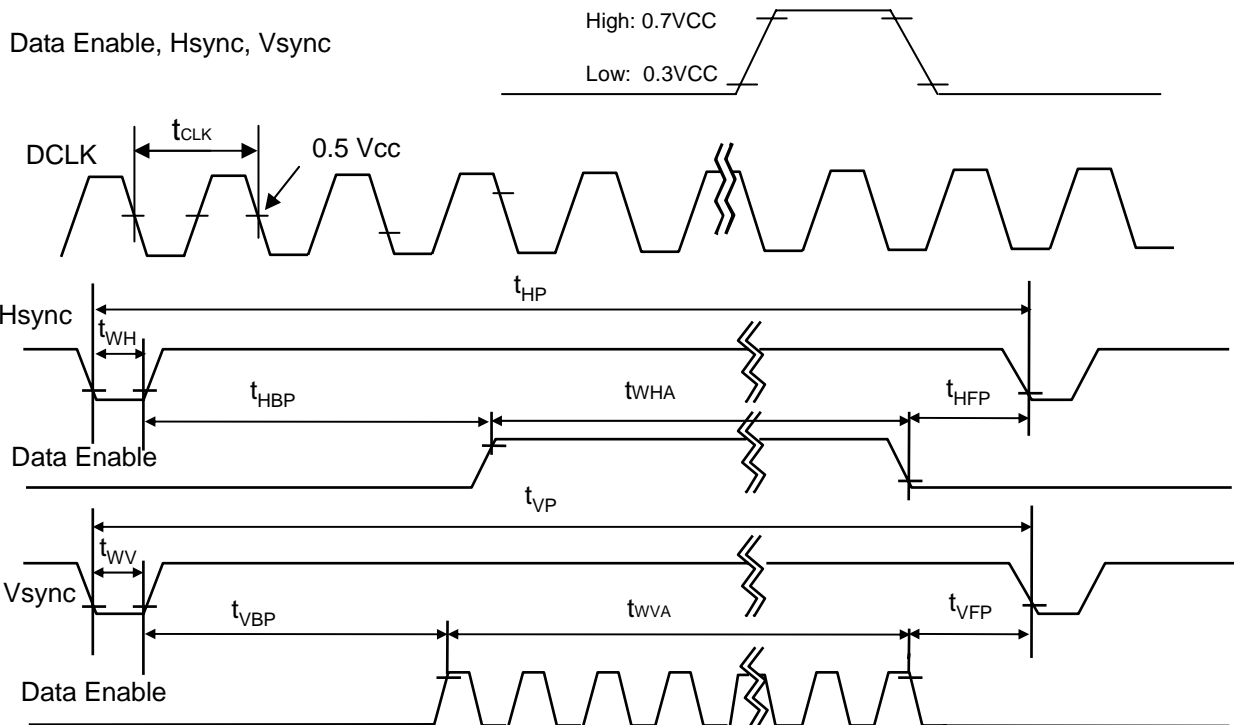 High: 0.7VCC
Data Enable, Hsync, Vsync
Low: 0.3VCC
tCLK
DCLK
0.5 Vcc
tHP
Hsync
tWH
tHBP
tWHA
tHFP
Data Enable
tVP
tWV
Vsync
tVBP
tWVA
tVFP
Data Enable